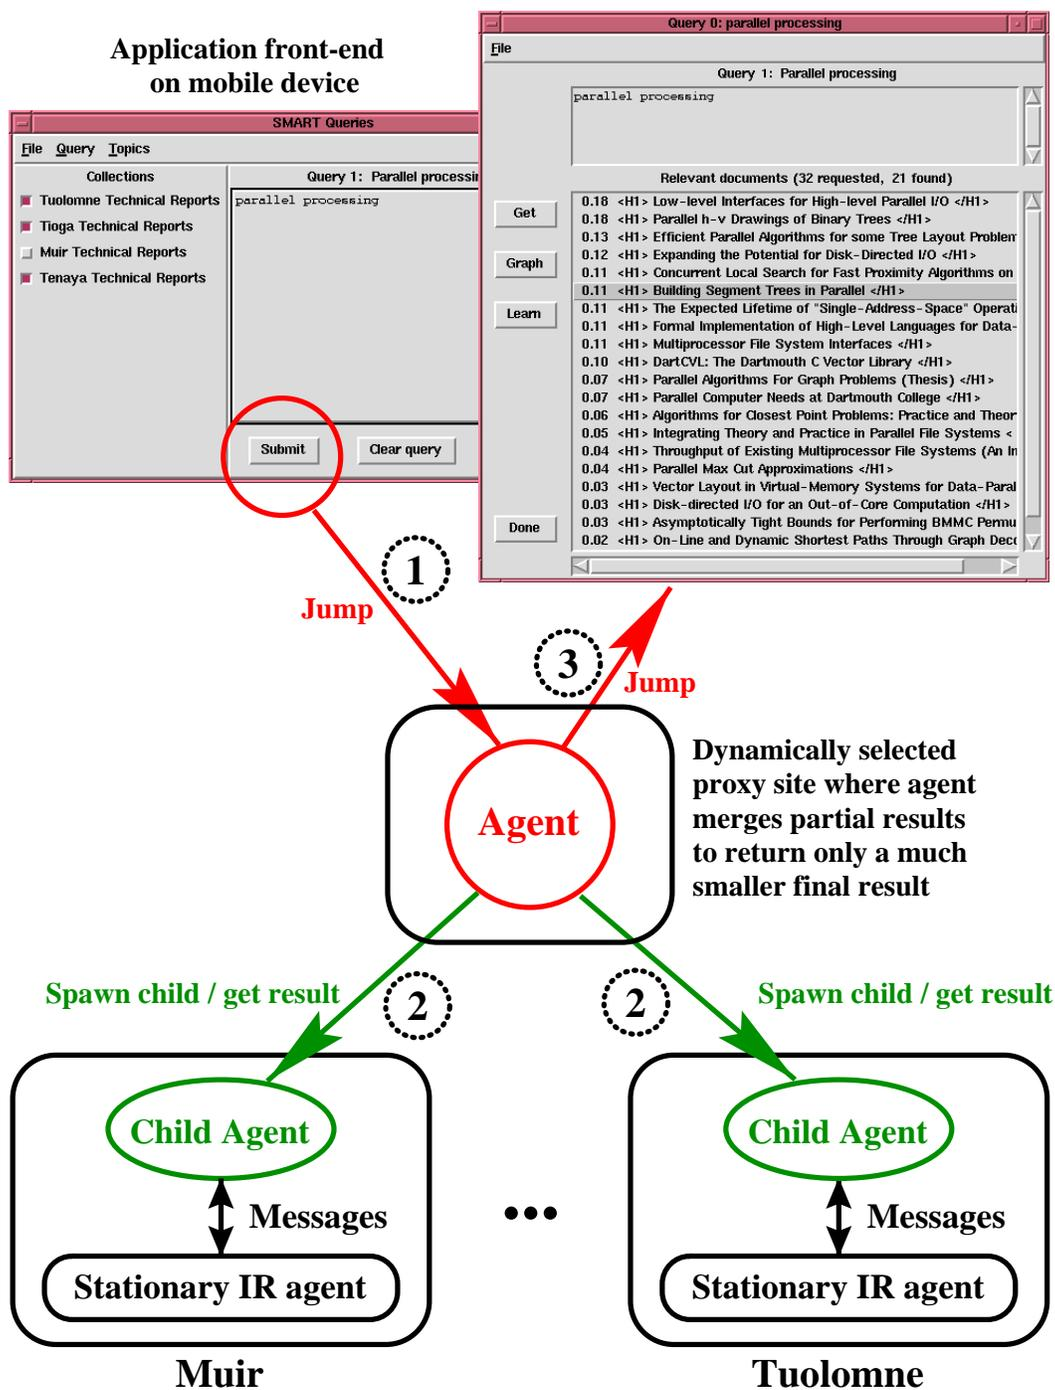 Application front-end
on mobile device
SMART Queries
File Query Topics
Collections
Tuolomne Technical Reports
Tioga Technical Reports
Muir Technical Reports
Tenaya Technical Reports
Query 1: Parallel processin
parallel processing
Submit
Clear query
Query 0: parallel processing
File
Query 1: Parallel processing
parallel processing
Relevant documents (32 requested, 21 found)
Get
Graph
Learn
Done
0.18 <H1> Low-level Interfaces for High-level Parallel I/O </H1>
0.18 <H1> Parallel h-v Drawings of Binary Trees </H1>
0.13 <H1> Efficient Parallel Algorithms for some Tree Layout Problem
0.12 <H1> Expanding the Potential for Disk-Directed I/O </H1>
0.11 <H1> Concurrent Local Search for Fast Proximity Algorithms on
0.11 <H1> Building Segment Trees in Parallel </H1>
0.11 <H1> The Expected Lifetime of "Single-Address-Space" Operati
0.11 <H1> Formal Implementation of High-Level Languages for Data-
0.11 <H1> Multiprocessor File System Interfaces </H1>
0.10 <H1> DartCVL: The Dartmouth C Vector Library </H1>
0.07 <H1> Parallel Algorithms For Graph Problems (Thesis) </H1>
0.07 <H1> Parallel Computer Needs at Dartmouth College </H1>
0.06 <H1> Algorithms for Closest Point Problems: Practice and Theor
0.05 <H1> Integrating Theory and Practice in Parallel File Systems <
0.04 <H1> Throughput of Existing Multiprocessor File Systems (An In
0.04 <H1> Parallel Max Cut Approximations </H1>
0.03 <H1> Vector Layout in Virtual-Memory Systems for Data-Paral
0.03 <H1> Disk-directed I/O for an Out-of-Core Computation </H1>
0.03 <H1> Asymptotically Tight Bounds for Performing BMMC Permu
0.02 <H1> On-Line and Dynamic Shortest Paths Through Graph Deco
1
Jump
3
Jump
Agent
Dynamically selected
proxy site where agent
merges partial results
to return only a much
smaller final result
Spawn child / get result
2
2
Spawn child / get result
Child Agent
Messages
Stationary IR agent
Muir
...
Child Agent
Messages
Stationary IR agent
Tuolomne